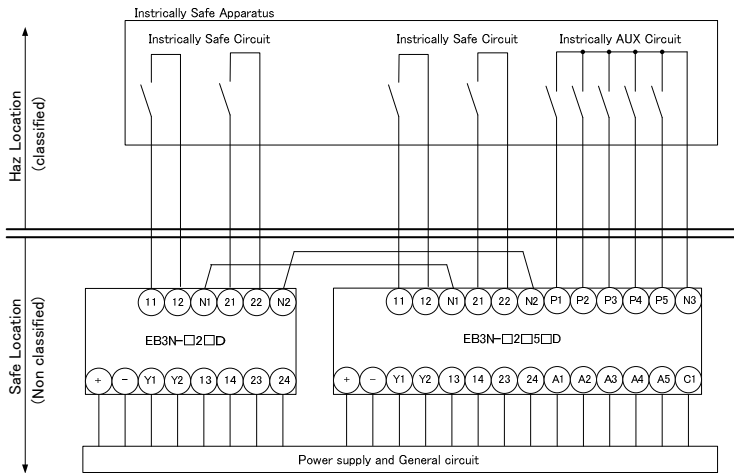 Instrically Safe Apparatus
Instrically Safe Circuit
Instrically Safe Circuit
Instrically AUX Circuit
Haz Location
(classified)
Safe Location
(Non classified)
11 12 N1 21 22 N2
EB3N-□2□D
+ - Y1 Y2 13 14 23 24
11 12 N1 21 22 N2 P1 P2 P3 P4 P5 N3
EB3N-□2□5□D
+ - Y1 Y2 13 14 23 24 A1 A2 A3 A4 A5 C1
Power supply and General circuit